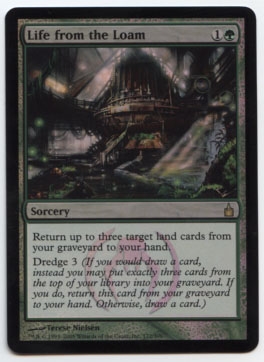 Life from the Loam 1
Sorcery
Return up to three target land cards from
your graveyard to your hand.
Dredge 3 (If you would draw a card,
instead you may put exactly three cards from
the top of your library into your graveyard. If
you do, return this card from your graveyard
to your hand. Otherwise, draw a card.)
Terese Nielsen